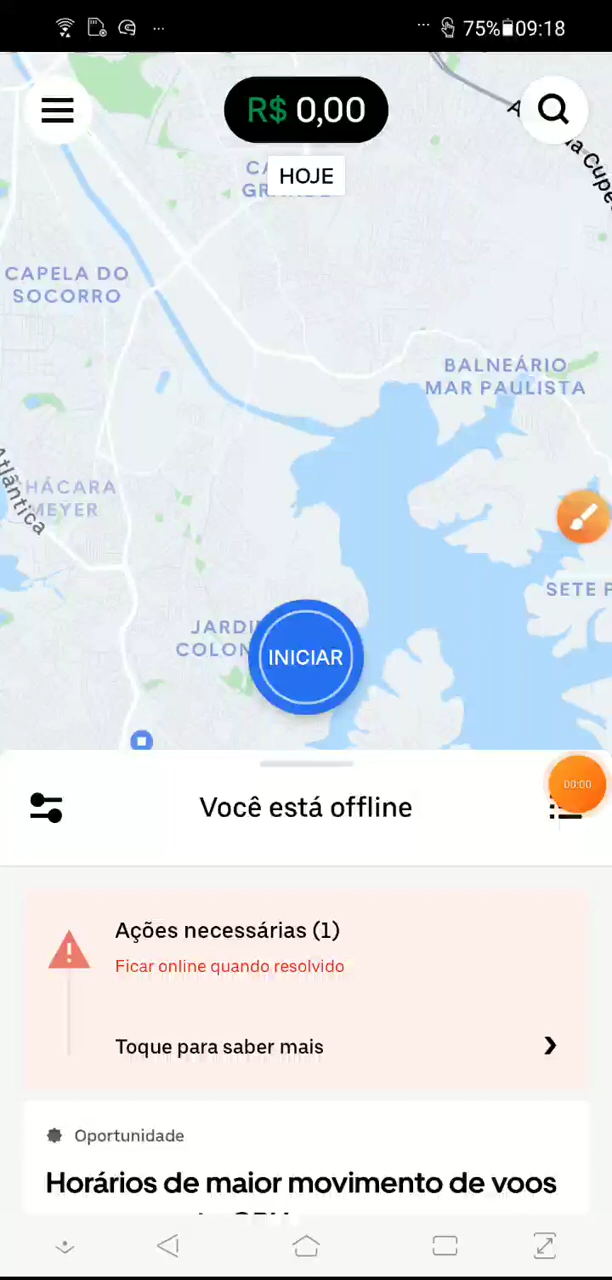 75% 09:18
R$ 0,00
HOJE
CAPELA DO
SOCORRO
BALNEÁRIO
MAR PAULISTA
HÁCARA
MEYER
Atlântica
SETE P
JARDI
COLON
INICIAR
00:00
Você está offline
Ações necessárias (1)
Ficar online quando resolvido
Toque para saber mais
Oportunidade
Horários de maior movimento de voos